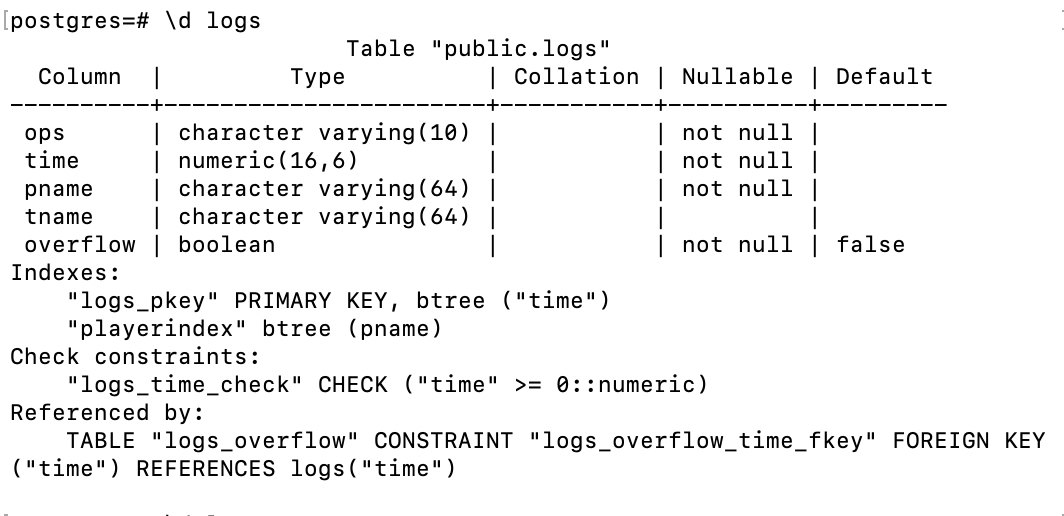 [postgres=# \d logs
Table "public.logs"
Column | Type | Collation | Nullable | Default
----------+-----------------------+-----------+----------+---------
ops | character varying(10) | | not null |
time | numeric(16,6) | | not null |
pname | character varying(64) | | not null |
tname | character varying(64) | | |
overflow | boolean | | not null | false
Indexes:
"logs_pkey" PRIMARY KEY, btree ("time")
"playerindex" btree (pname)
Check constraints:
"logs_time_check" CHECK ("time" >= 0::numeric)
Referenced by:
TABLE "logs_overflow" CONSTRAINT "logs_overflow_time_fkey" FOREIGN KEY
("time") REFERENCES logs("time")